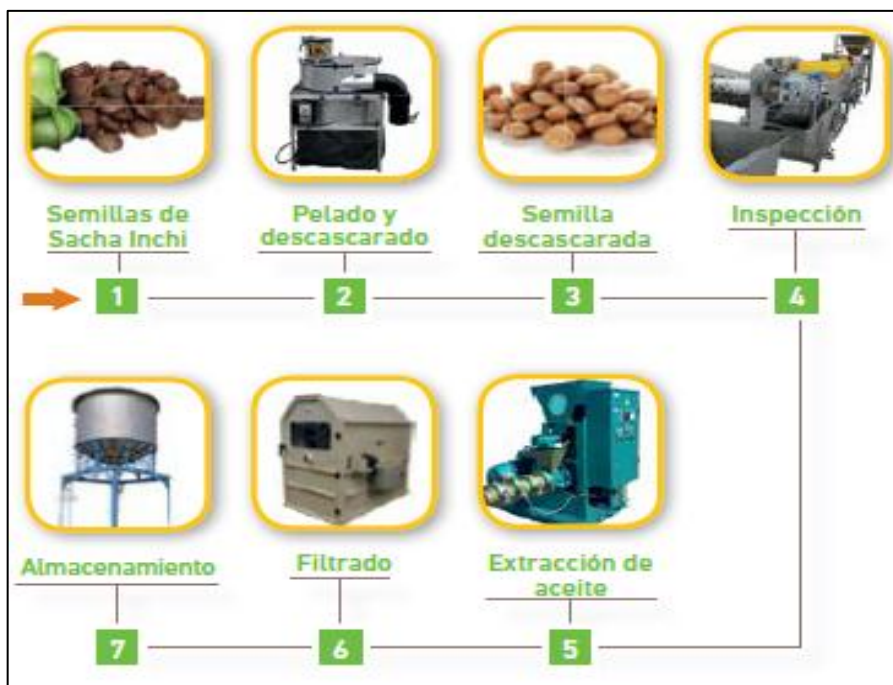 Semillas de
Sacha Inchi
Pelado y
descascarado
Semilla
descascarada
Inspección
1
2
3
4
Almacenamiento
Filtrado
Extracción de
aceite
7
6
5